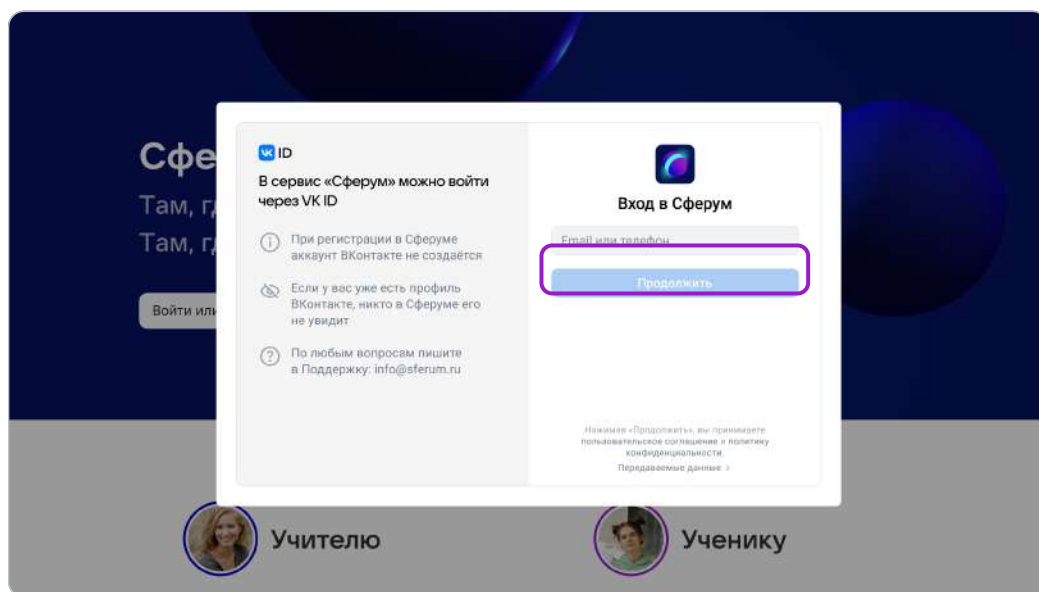 Сфе
Там, г
Там, г
Войти или
VK ID
В сервис «Сферум» можно войти
через VK ID
При регистрации в Сферуме
аккаунт ВКонтакте не создаётся
Если у вас уже есть профиль
ВКонтакте, никто в Сферуме его
не увидит
По любым вопросам пишите
в Поддержку: info@sferum.ru
Вход в Сферум
Email или телефон
Продолжить
Нажимая «Продолжить», вы принимаете
пользовательское соглашение и политику
конфиденциальности.
Передаваемые данные >
Учителю
Ученику